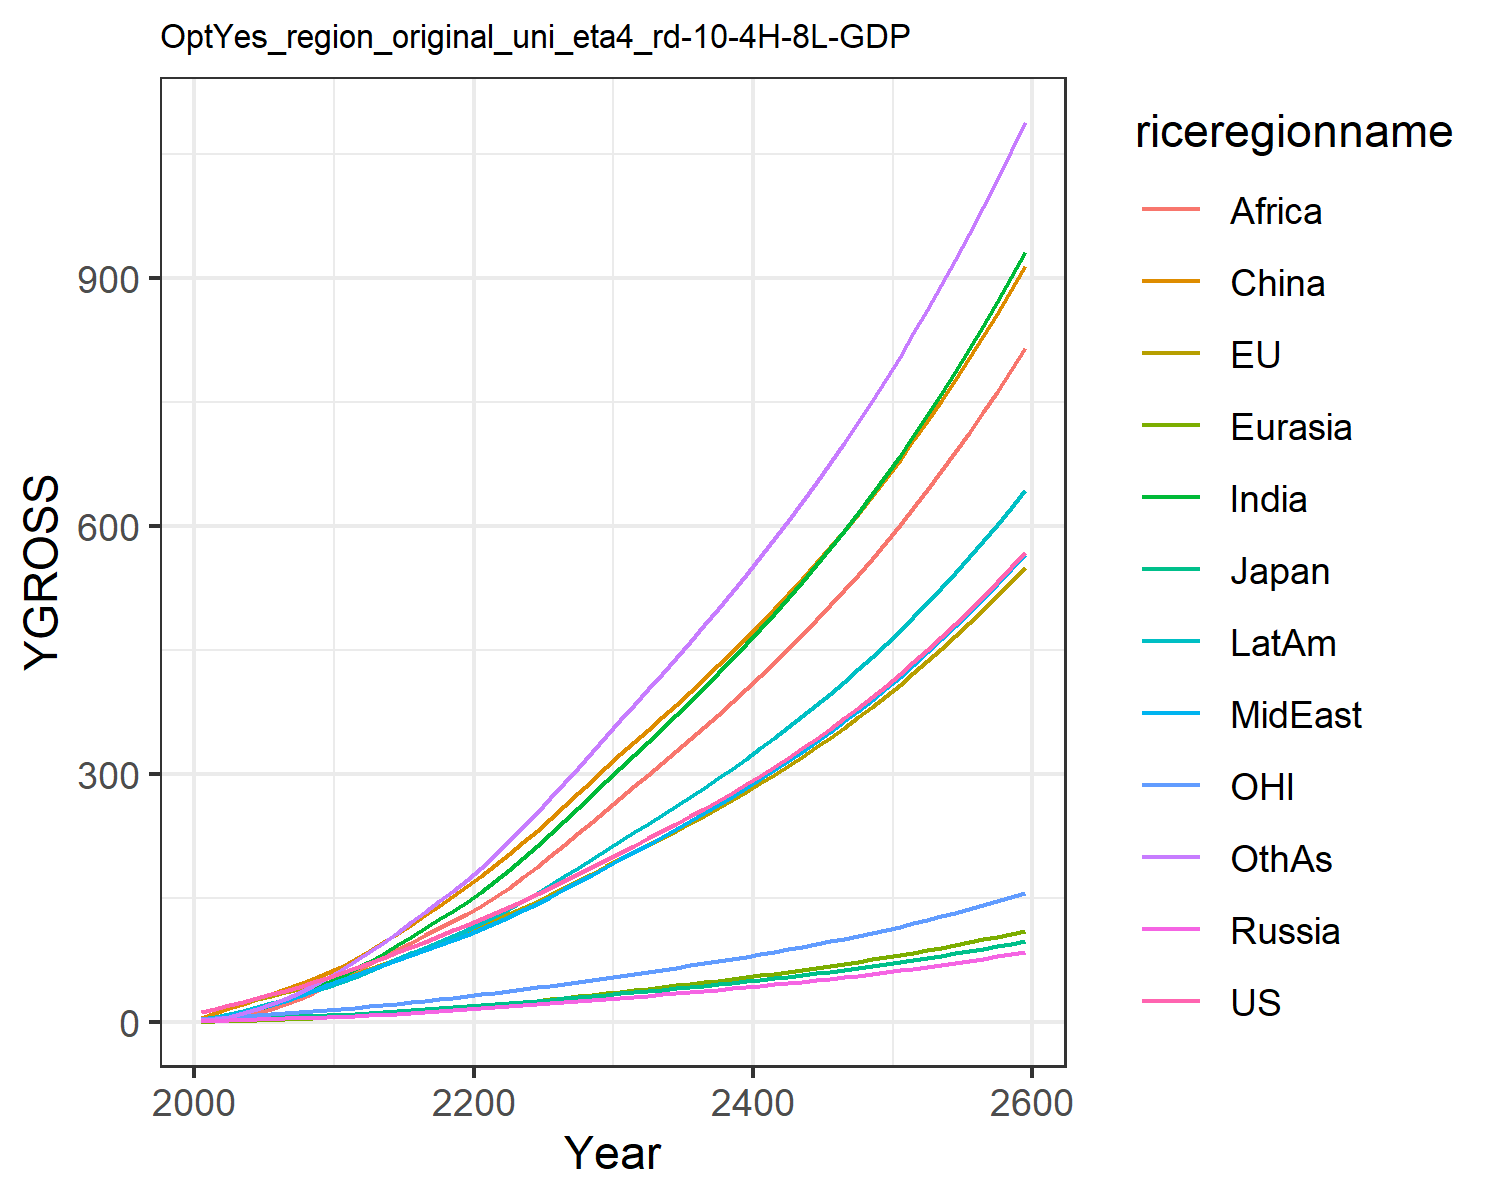 OptYes_region_original_uni_eta4_rd-10-4H-8L-GDP
YGROSS
900
600
300
0
2000 2200 2400 2600
Year
riceregionname
Africa
China
EU
Eurasia
India
Japan
LatAm
MidEast
OHI
OthAs
Russia
US